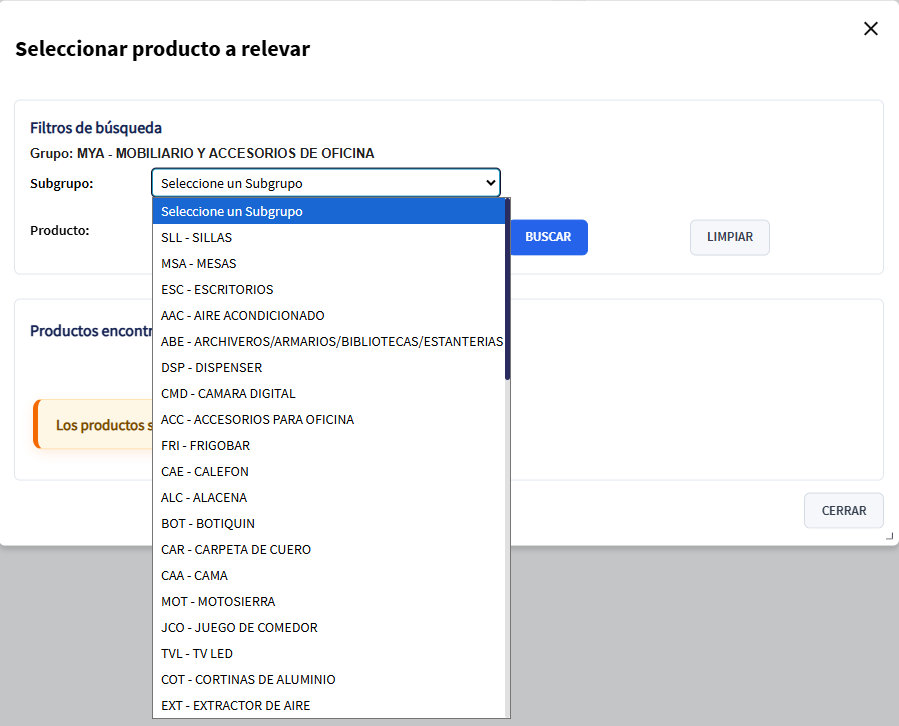 Seleccionar producto a relevar
Filtros de búsqueda
Grupo: MYA - MOBILIARIO Y ACCESORIOS DE OFICINA
Subgrupo:
Seleccione un Subgrupo
Seleccione un Subgrupo
Producto:
BUSCAR
LIMPIAR
SLL - SILLAS
MSA - MESAS
ESC - ESCRITORIOS
AAC - AIRE ACONDICIONADO
ABE - ARCHIVEROS/ARMARIOS/BIBLIOTECAS/ESTANTERIAS
DSP - DISPENSER
CMD - CAMARA DIGITAL
ACC - ACCESORIOS PARA OFICINA
FRI - FRIGOBAR
CAE - CALEFON
ALC - ALACENA
BOT - BOTIQUIN
CAR - CARPETA DE CUERO
CAA - CAMA
MOT - MOTOSIERRA
JCO - JUEGO DE COMEDOR
TVL - TV LED
COT - CORTINAS DE ALUMINIO
EXT - EXTRACTOR DE AIRE
Productos encontr
Los productos s
CERRAR